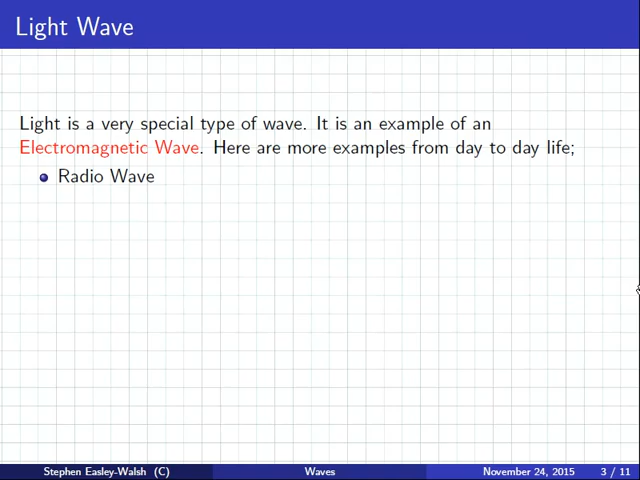 Light Wave
Light is a very special type of wave. It is an example of an
Electromagnetic Wave. Here are more examples from day to day life;
Radio Wave
Stephen Easley-Walsh (C) Waves November 24, 2015 3 / 11